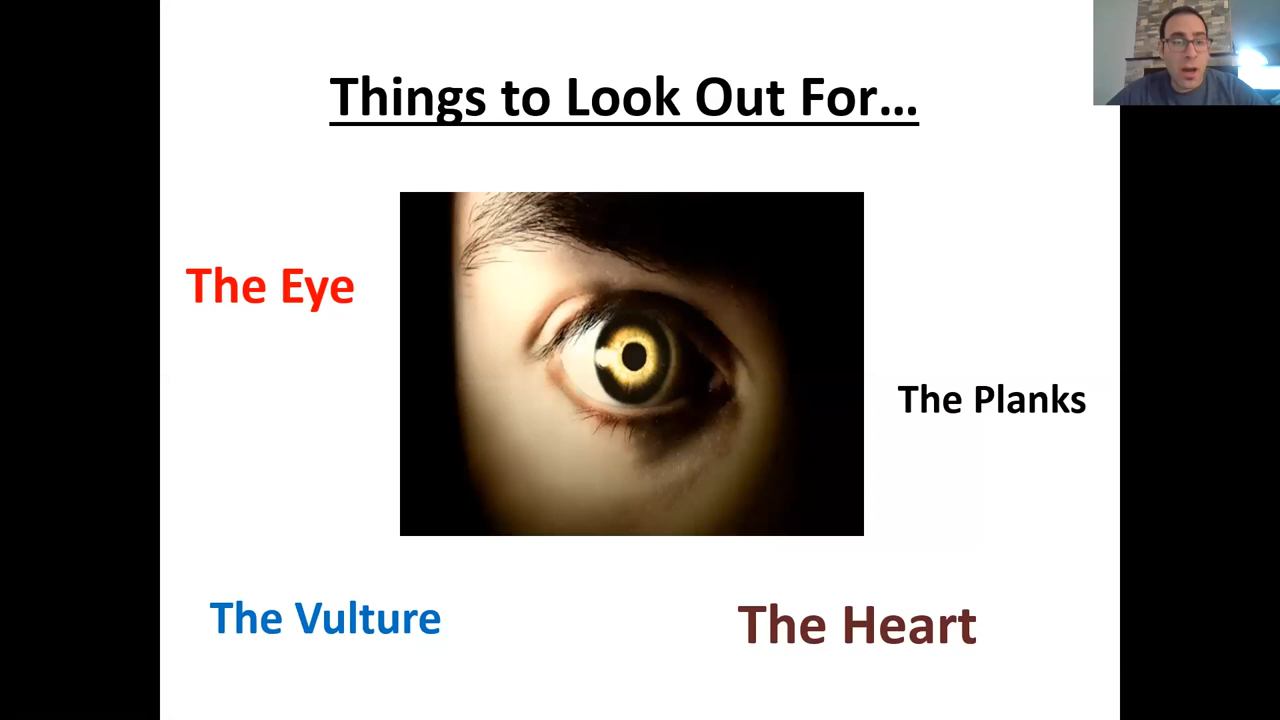 Things to Look Out For...
The Eye
The Planks
The Vulture
The Heart